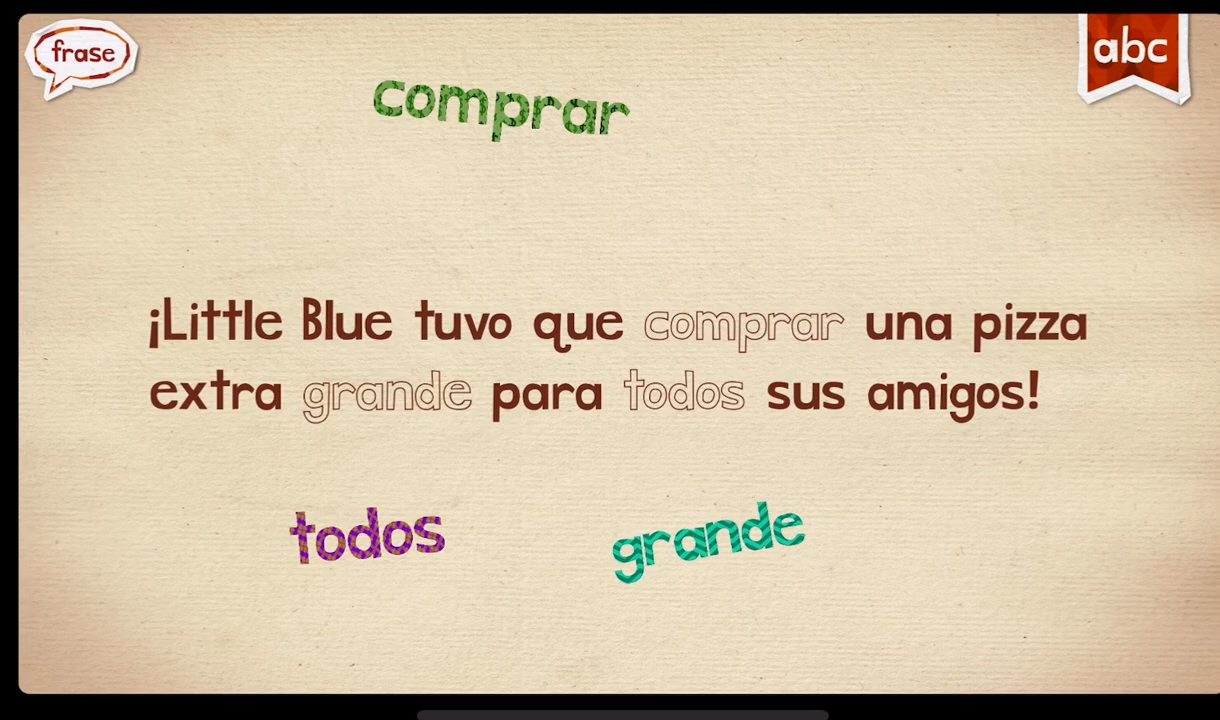 frase
abc
comprar
¡Little Blue tuvo que comprar una pizza
extra grande para todos sus amigos!
todos
grande